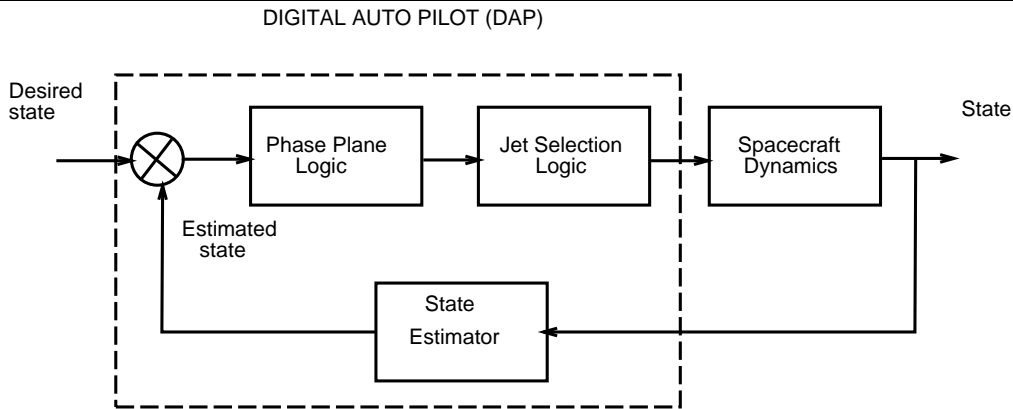 DIGITAL AUTO PILOT (DAP)
Desired
state
Phase Plane
Logic
Jet Selection
Logic
Spacecraft
Dynamics
State
Estimated
state
State
Estimator